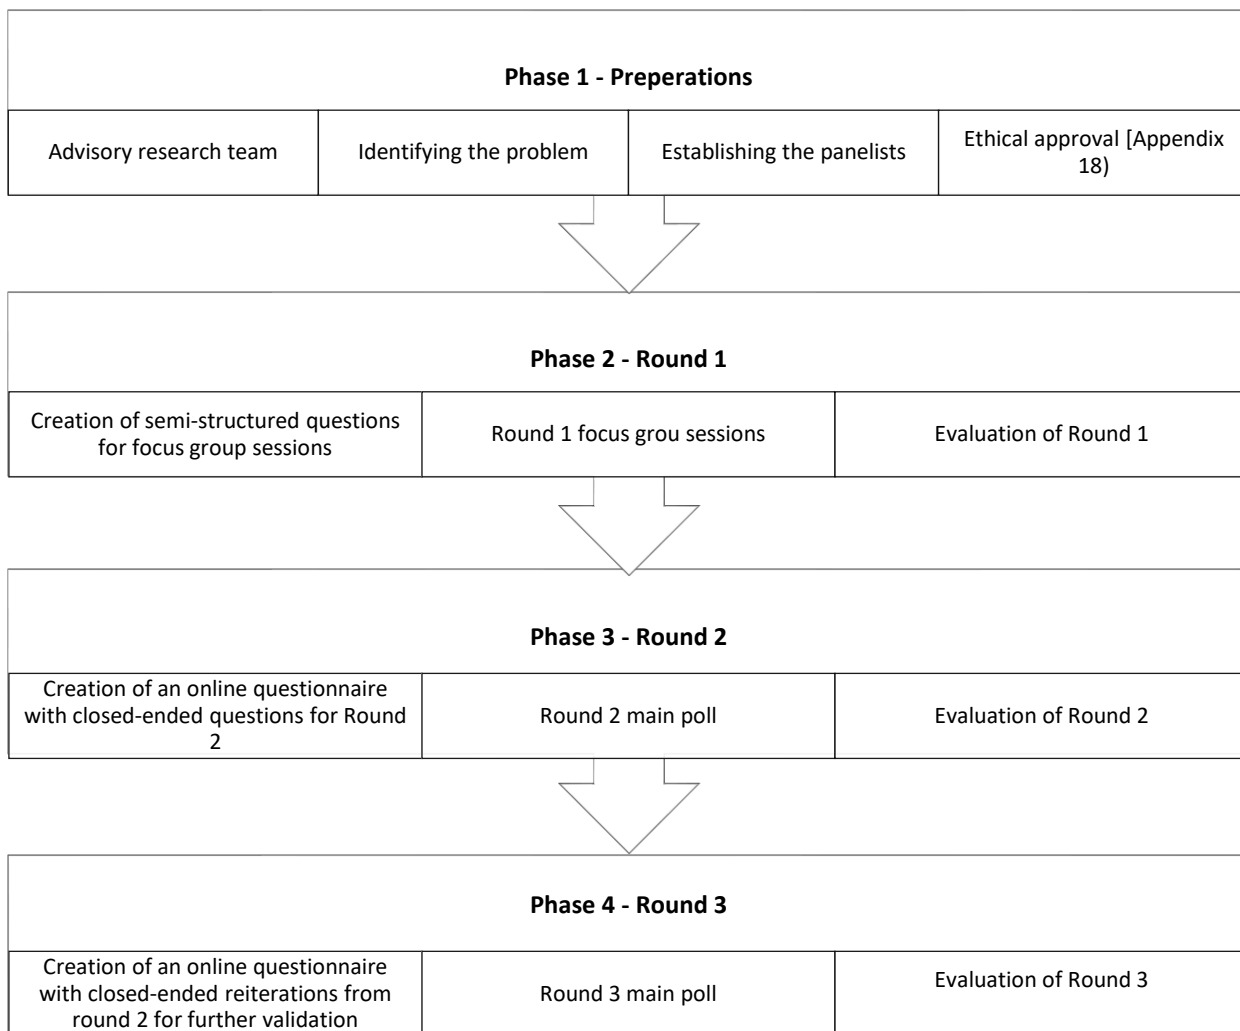 Phase 1 - Preperations
Advisory research team
Identifying the problem
Establishing the panelists
Ethical approval [Appendix
18)
Phase 2 - Round 1
Creation of semi-structured questions
for focus group sessions
Round 1 focus grou sessions
Evaluation of Round 1
Phase 3 - Round 2
Creation of an online questionnaire
with closed-ended questions for Round
2
Round 2 main poll
Evaluation of Round 2
Phase 4 - Round 3
Creation of an online questionnaire
with closed-ended reiterations from
round 2 for further validation
Round 3 main poll
Evaluation of Round 3